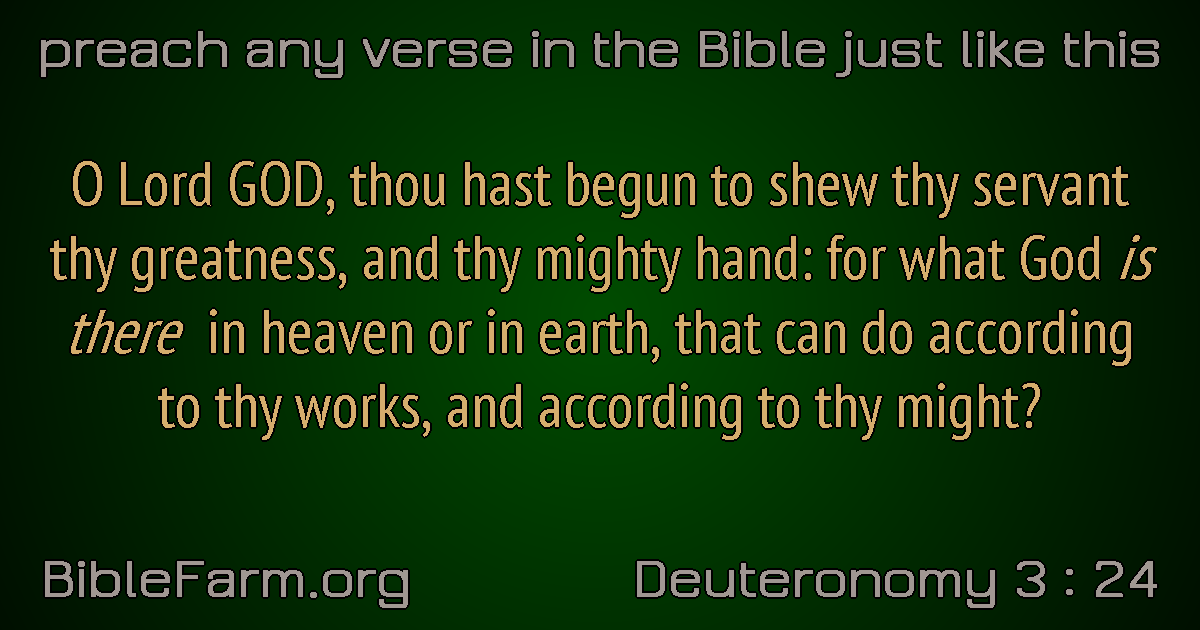 preach any verse in the Bible just like this
O Lord GOD, thou hast begun to shew thy servant
thy greatness, and thy mighty hand: for what God is
there in heaven or in earth, that can do according
to thy works, and according to thy might?
BibleFarm.org
Deuteronomy 3 : 24